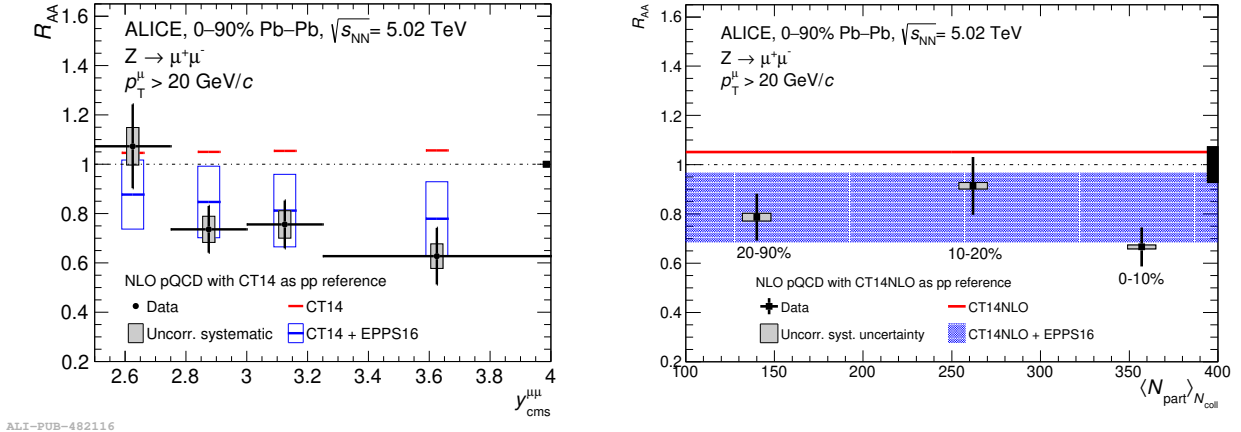 R_AA
1.6
1.4
1.2
1
0.8
0.6
0.4
0.2
ALICE, 0–90% Pb–Pb, √s_NN = 5.02 TeV
Z → μ⁺μ⁻
p_T^μ > 20 GeV/c
NLO pQCD with CT14 as pp reference
Data
CT14
Uncorr. systematic
CT14 + EPPS16
2.6 2.8 3 3.2 3.4 3.6 3.8 4
y_cms^μμ
R_AA
1.6
1.4
1.2
1
0.8
0.6
0.4
0.2
ALICE, 0–90% Pb–Pb, √s_NN = 5.02 TeV
Z → μ⁺μ⁻
p_T^μ > 20 GeV/c
20-90%
10-20%
0-10%
NLO pQCD with CT14NLO as pp reference
Data
CT14NLO
Uncorr. syst. uncertainty
CT14NLO + EPPS16
100 150 200 250 300 350 400
⟨N_part⟩_N_coll
ALI-PUB-482116